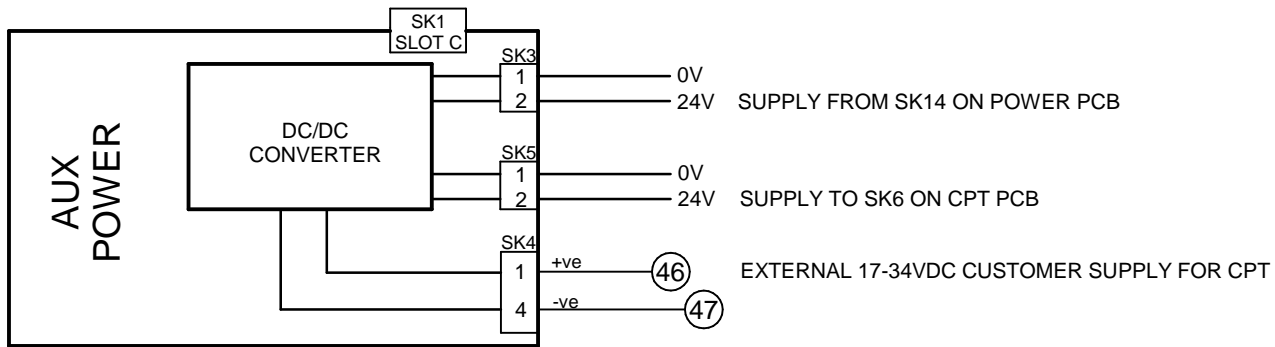 SK1
SLOT C
AUX
POWER
DC/DC
CONVERTER
SK3
1
0V
2
24V SUPPLY FROM SK14 ON POWER PCB
SK5
1
0V
2
24V SUPPLY TO SK6 ON CPT PCB
SK4
1
+ve
46
EXTERNAL 17-34VDC CUSTOMER SUPPLY FOR CPT
4
-ve
47